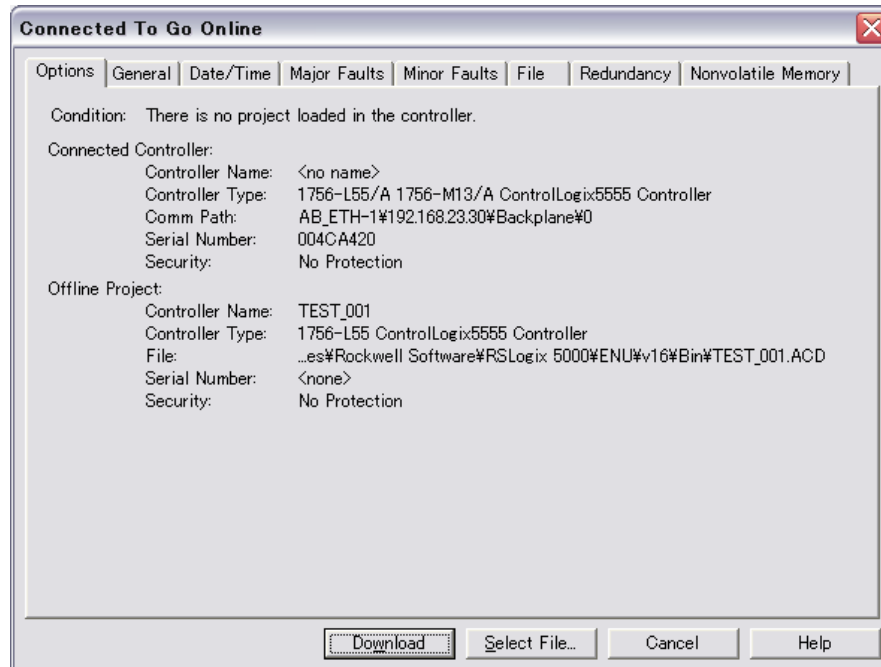 Connected To Go Online
Options General Date/Time Major Faults Minor Faults File Redundancy Nonvolatile Memory
Condition: There is no project loaded in the controller.
Connected Controller:
Controller Name: <no name>
Controller Type: 1756-L55/A 1756-M13/A ControlLogix5555 Controller
Comm Path: AB_ETH-1¥192.168.23.30¥Backplane¥0
Serial Number: 004CA420
Security: No Protection
Offline Project:
Controller Name: TEST_001
Controller Type: 1756-L55 ControlLogix5555 Controller
File: ...es¥Rockwell Software¥RSLogix 5000¥ENU¥v16¥Bin¥TEST_001.ACD
Serial Number: <none>
Security: No Protection
Download Select File... Cancel Help